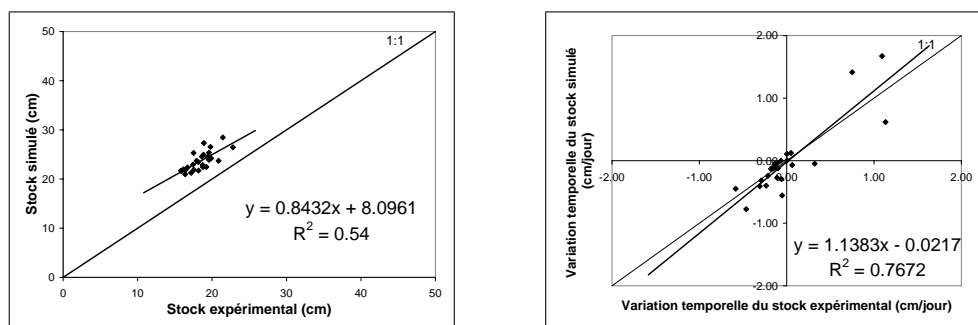 50
40
30
20
10
0
0 10 20 30 40 50
Stock simulé (cm)
Stock expérimental (cm)
1:1
y = 0.8432x + 8.0961
R² = 0.54
2.00
1.00
0.00
-1.00
-2.00
-2.00 -1.00 0.00 1.00 2.00
Variation temporelle du stock simulé
(cm/jour)
Variation temporelle du stock expérimental (cm/jour)
1:1
y = 1.1383x - 0.0217
R² = 0.7672